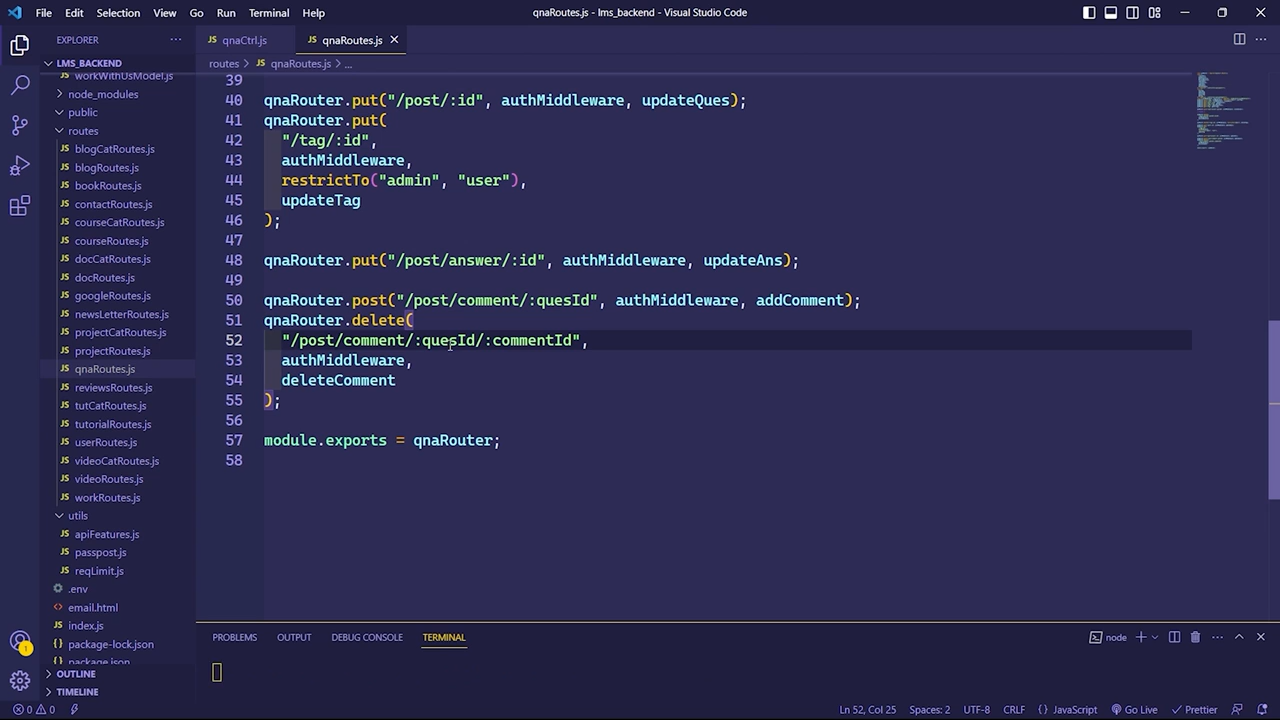 File Edit Selection View Go Run Terminal Help
qnaRoutes.js - lms_backend - Visual Studio Code
EXPLORER
LMS_BACKEND
workWithUsModel.js
node_modules
public
routes
blogCatRoutes.js
blogRoutes.js
bookRoutes.js
contactRoutes.js
courseCatRoutes.js
courseRoutes.js
docCatRoutes.js
docRoutes.js
googleRoutes.js
newsLetterRoutes.js
projectCatRoutes.js
projectRoutes.js
qnaRoutes.js
reviewsRoutes.js
tutCatRoutes.js
tutorialRoutes.js
userRoutes.js
videoCatRoutes.js
videoRoutes.js
workRoutes.js
utils
apiFeatures.js
passpost.js
reqLimit.js
.env
email.html
index.js
package-lock.json
package.json
OUTLINE
TIMELINE
qnaCtrl.js
qnaRoutes.js
routes > JS qnaRoutes.js > ...
39
40 qnaRouter.put("/post/:id", authMiddleware, updateQues);
41 qnaRouter.put(
42 "/tag/:id",
43 authMiddleware,
44 restrictTo("admin", "user"),
45 updateTag
46 );
47
48 qnaRouter.put("/post/answer/:id", authMiddleware, updateAns);
49
50 qnaRouter.post("/post/comment/:quesId", authMiddleware, addComment);
51 qnaRouter.delete(
52 "/post/comment/:quesId/:commentId",
53 authMiddleware,
54 deleteComment
55 );
56
57 module.exports = qnaRouter;
58
PROBLEMS OUTPUT DEBUG CONSOLE TERMINAL
node
1
0 0
Ln 52, Col 25 Spaces: 2 UTF-8 CRLF {} JavaScript Go Live Prettier